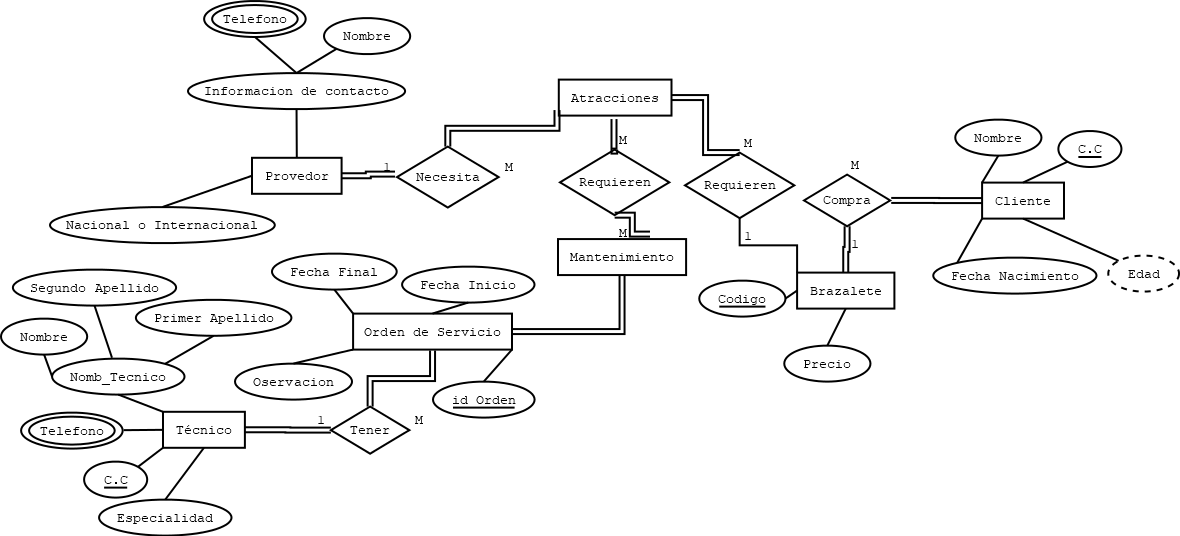 Telefono
Nombre
Informacion de contacto
Atracciones
Nombre
C.C
M
M
M
M
1
Provedor
Necesita
Requieren
Requieren
Compra
Cliente
Nacional o Internacional
M
1
1
Mantenimiento
Fecha Final
Fecha Inicio
Fecha Nacimiento
Edad
Segundo Apellido
Codigo
Brazalete
Primer Apellido
Nombre
Orden de Servicio
Precio
Nomb_Tecnico
Oservacion
id Orden
1
M
Telefono
Técnico
Tener
C.C
Especialidad